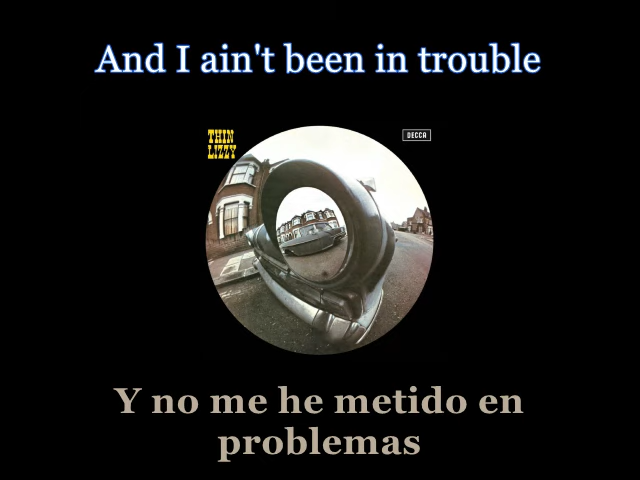 And I ain't been in trouble
THIN
LIZZY
DECCA
Y no me he metido en
problemas